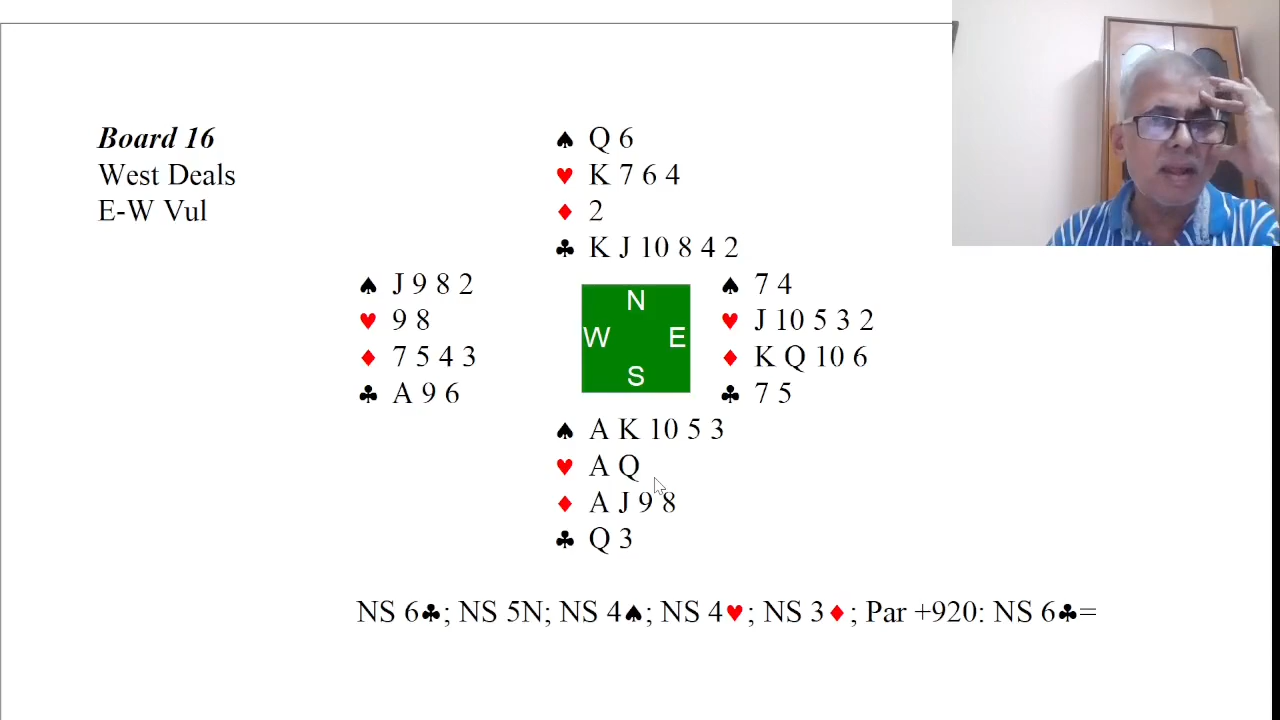 Board 16
West Deals
E-W Vul
♠ Q 6
♥ K 7 6 4
♦ 2
♣ K J 10 8 4 2
♠ J 9 8 2
♥ 9 8
♦ 7 5 4 3
♣ A 9 6
N
W E
S
♠ 7 4
♥ J 10 5 3 2
♦ K Q 10 6
♣ 7 5
♠ A K 10 5 3
♥ A Q
♦ A J 9 8
♣ Q 3
NS 6♣; NS 5N; NS 4♠; NS 4♥; NS 3♦; Par +920: NS 6♣=